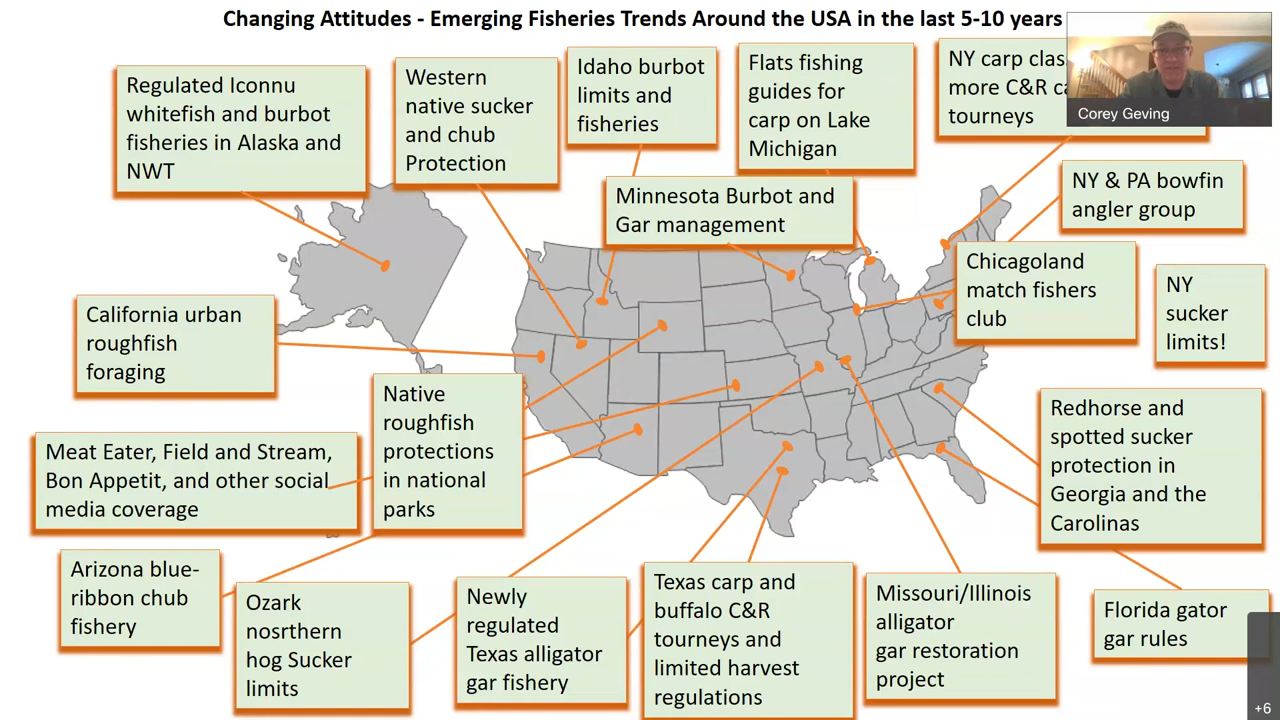 Changing Attitudes - Emerging Fisheries Trends Around the USA in the last 5-10 years
Regulated Iconnu
whitefish and burbot
fisheries in Alaska and
NWT
Western
native sucker
and chub
Protection
Idaho burbot
limits and
fisheries
Flats fishing
guides for
carp on Lake
Michigan
NY carp
more C&R
tourneys
Corey Geving
Minnesota Burbot and
Gar management
NY & PA bowfin
angler group
Chicagoland
match fishers
club
NY
sucker
limits!
California urban
roughfish
foraging
Native
roughfish
protections
in national
parks
Meat Eater, Field and Stream,
Bon Appetit, and other social
media coverage
Redhorse and
spotted sucker
protection in
Georgia and the
Carolinas
Arizona blue-
ribbon chub
fishery
Ozark
nosrthern
hog Sucker
limits
Newly
regulated
Texas alligator
gar fishery
Texas carp and
buffalo C&R
tourneys and
limited harvest
regulations
Missouri/Illinois
alligator
gar restoration
project
Florida gator
gar rules
+6